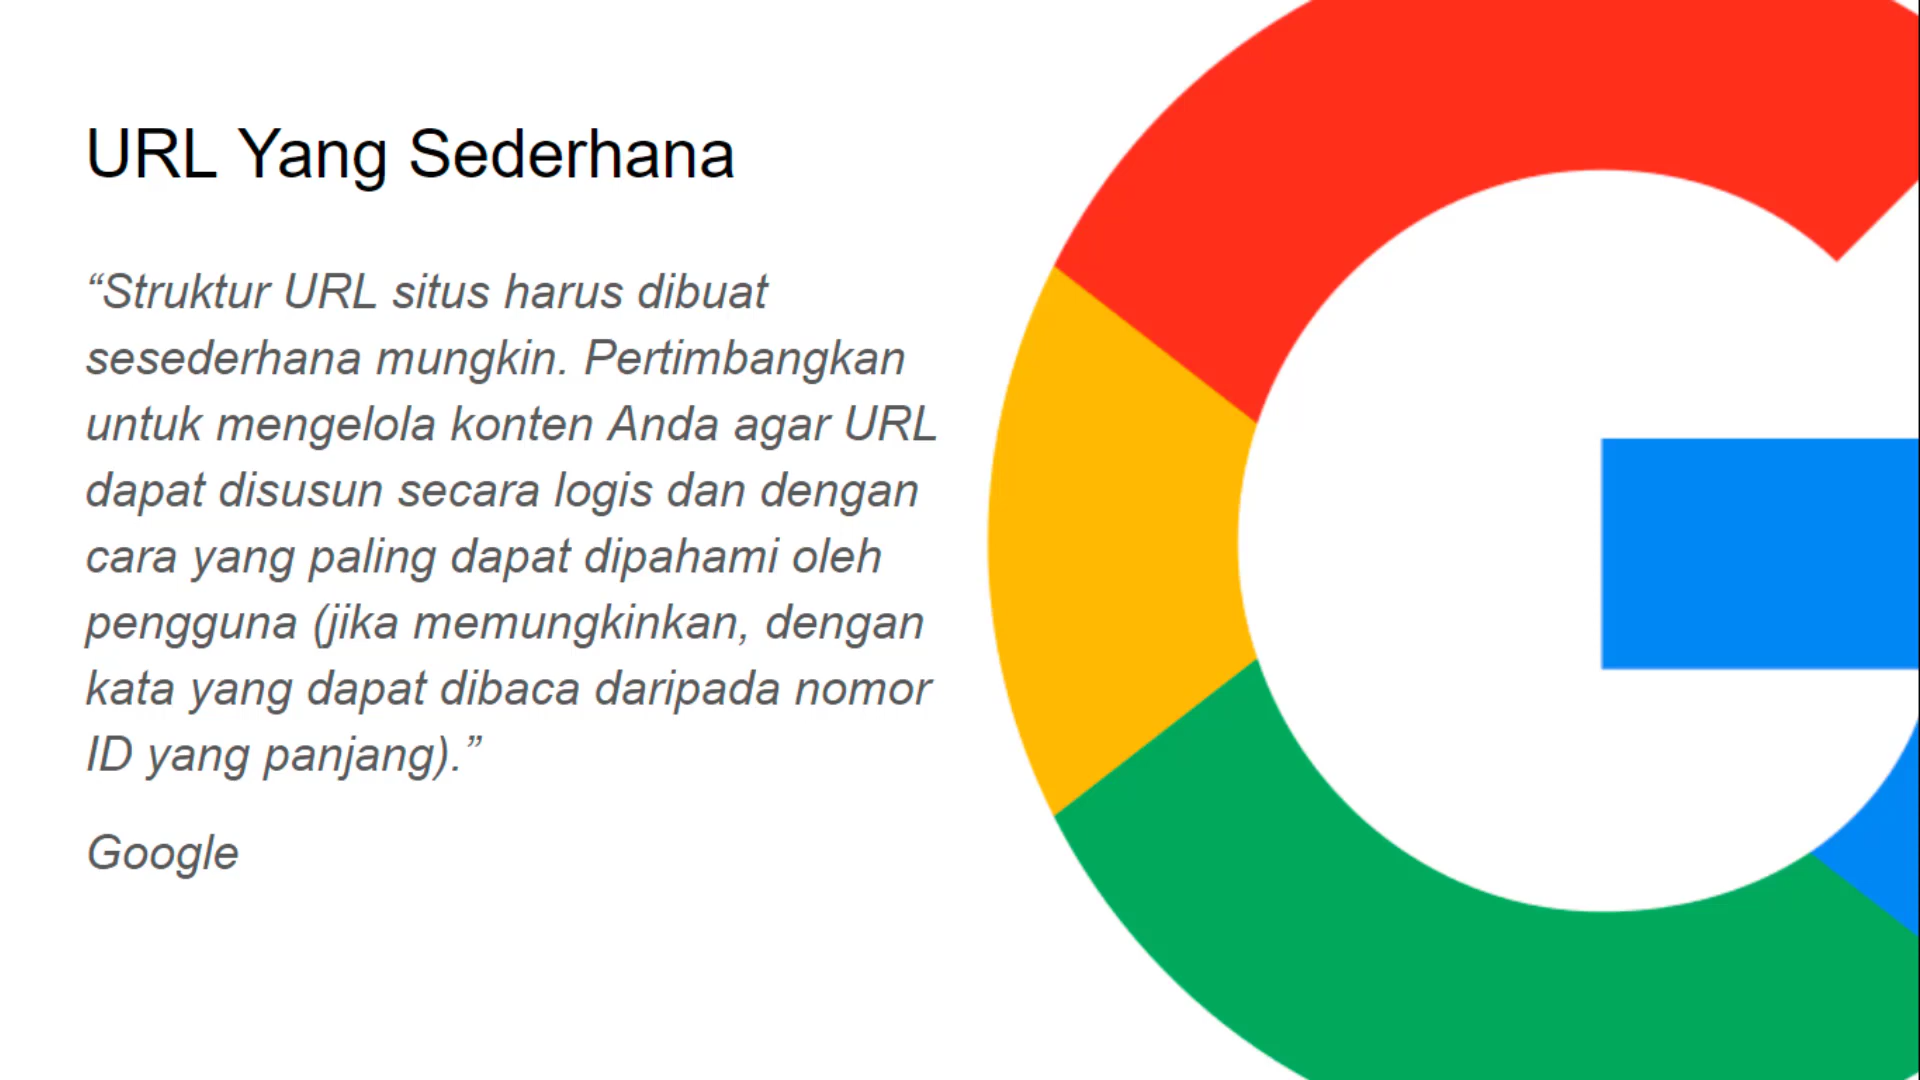 URL Yang Sederhana
“Struktur URL situs harus dibuat
sesederhana mungkin. Pertimbangkan
untuk mengelola konten Anda agar URL
dapat disusun secara logis dan dengan
cara yang paling dapat dipahami oleh
pengguna (jika memungkinkan, dengan
kata yang dapat dibaca daripada nomor
ID yang panjang).”
Google